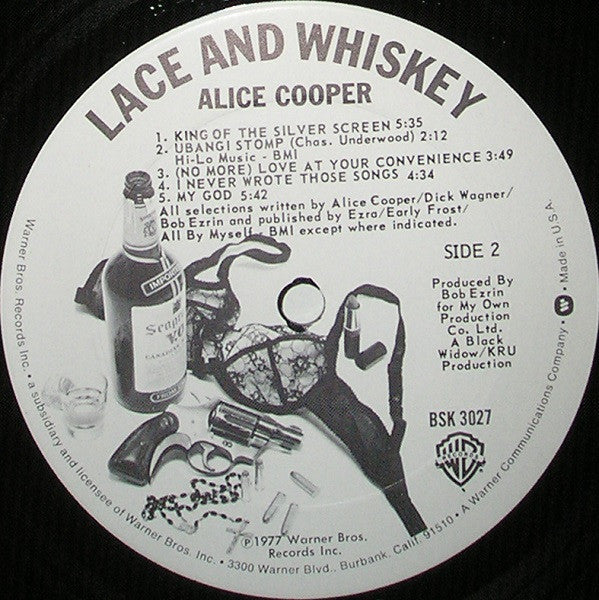 LACE AND WHISKEY
ALICE COOPER
1. KING OF THE SILVER SCREEN 5:35
2. UBANGI STOMP (Chas. Underwood) 2:12
Hi-Lo Music - BMI
3. (NO MORE) LOVE AT YOUR CONVENIENCE 3:49
4. I NEVER WROTE THOSE SONGS 4:34
5. MY GOD 5:42
All selections written by Alice Cooper/Dick Wagner/
Bob Ezrin and published by Ezra/Early Frost/
All By Myself - BMI except where indicated.
SIDE 2
Produced By
Bob Ezrin
for My Own
Production
Co. Ltd.
A Black
Widow/KRU
Production
BSK 3027
IMPORTED
Seagram's
V.O.
CANADIAN
RECORDS
℗1977 Warner Bros.
Records Inc.
Warner Bros. Records Inc. • a subsidiary and licensee of Warner Bros. Inc. • 3300 Warner Blvd., Burbank, Calif. 91510 • A Warner Communications Company • Made in U.S.A.